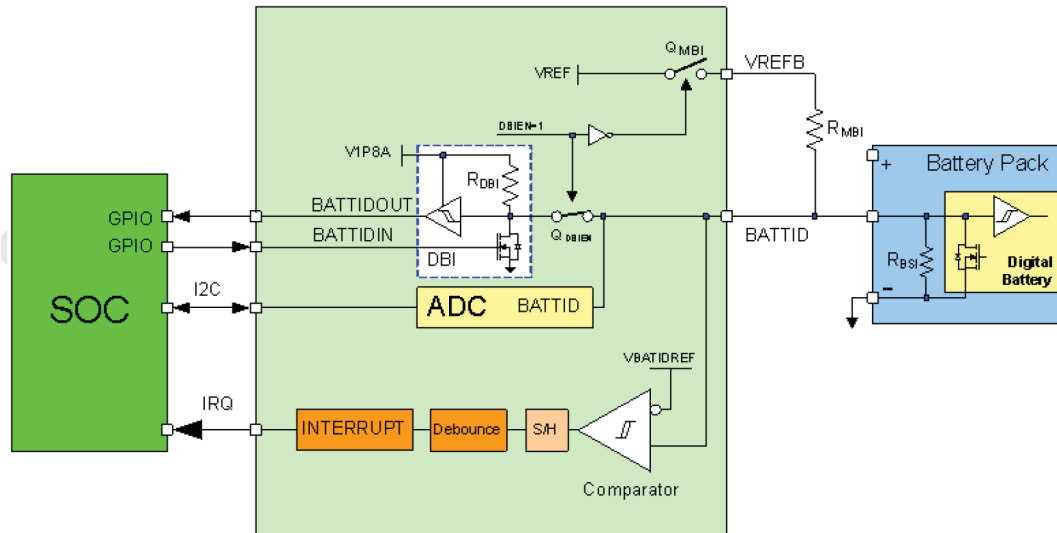 QMBI
VREF
VREFB
DBIEN=1
RMBI
V1P8A
Battery Pack
+
RDBI
GPIO
BATTIDOUT
GPIO
BATTIDIN
QDBIEN
BATTID
DBI
RBSI
Digital
Battery
-
SOC
I2C
ADC BATTID
VBATIDREF
IRQ
INTERRUPT
Debounce
S/H
Comparator